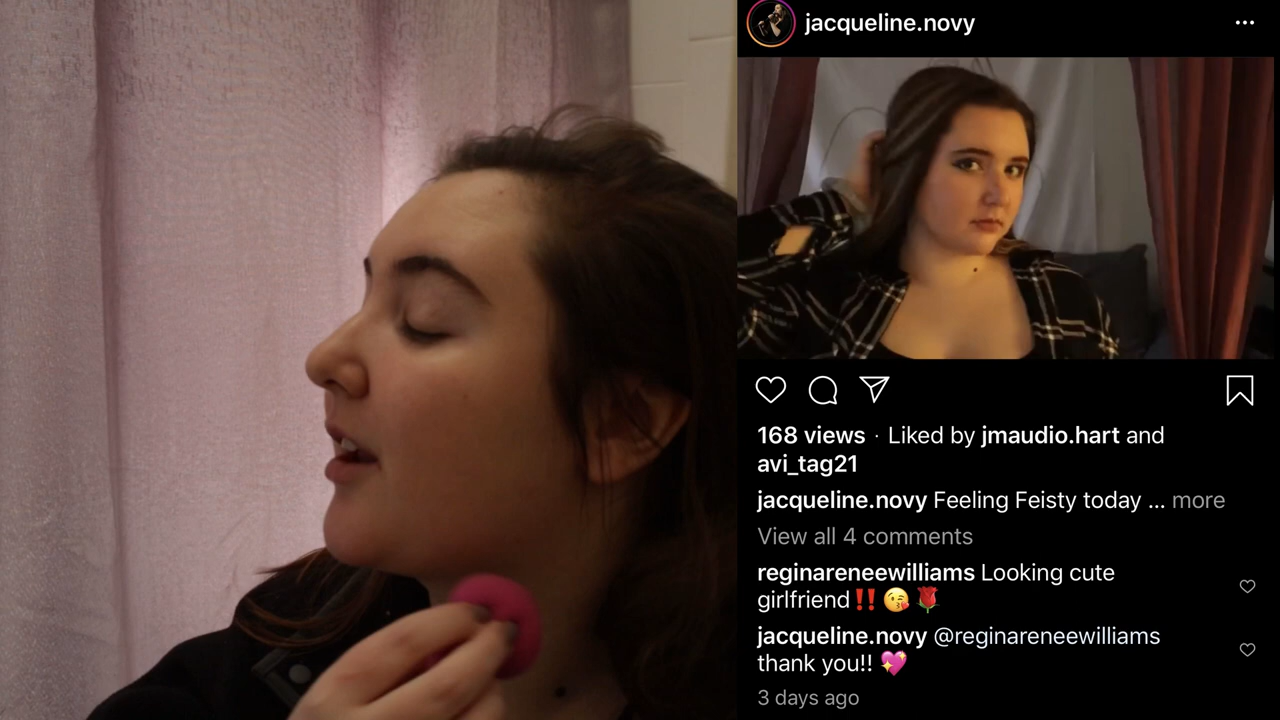 jacqueline.novy
168 views · Liked by jmaudio.hart and
avi_tag21
jacqueline.novy Feeling Feisty today ... more
View all 4 comments
reginareneewilliams Looking cute
girlfriend‼️😘🌹
jacqueline.novy @reginareneewilliams
thank you!! 💖
3 days ago